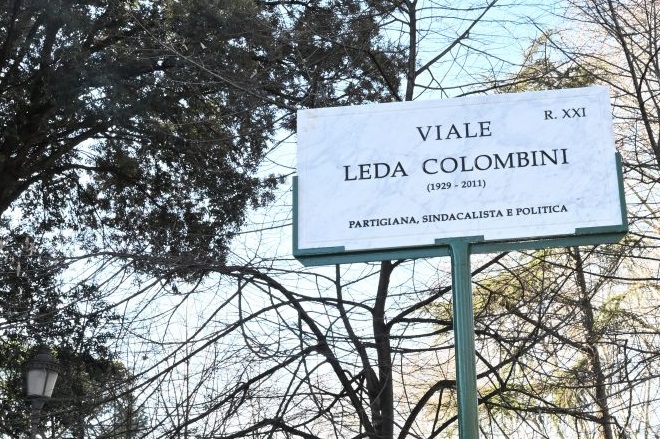 R. XXI
VIALE
LEDA COLOMBINI
(1929 - 2011)
PARTIGIANA, SINDACALISTA E POLITICA